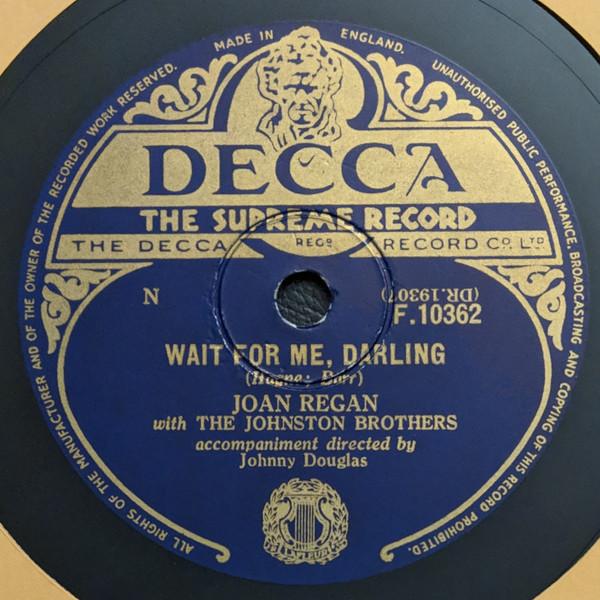 MADE IN ENGLAND.
DECCA
THE SUPREME RECORD
THE DECCA REGD RECORD CO. LTD
N
(DR.19307)
F.10362
WAIT FOR ME, DARLING
JOAN REGAN
with THE JOHNSTON BROTHERS
accompaniment directed by
Johnny Douglas
ALL RIGHTS OF THE MANUFACTURER AND OF THE OWNER OF THE RECORDED WORK RESERVED.
UNAUTHORISED PUBLIC PERFORMANCE, BROADCASTING AND COPYING OF THIS RECORD PROHIBITED.